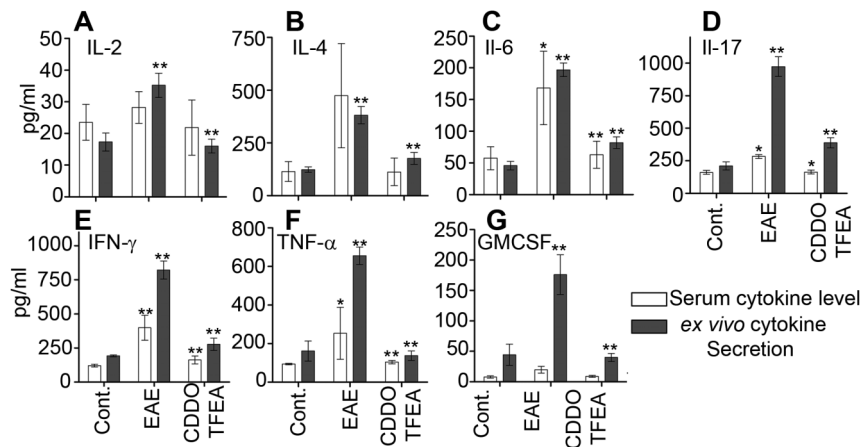 A
IL-2
pg/ml
50
40
30
20
10
0
**
**
B
IL-4
750
500
250
0
**
**
C
Il-6
250
200
150
100
50
0
*
**
**
**
D
Il-17
1000
750
500
250
0
*
**
*
**
Cont.
EAE
CDDO
TFEA
E
IFN-γ
pg/ml
1000
750
500
250
0
**
**
**
**
Cont.
EAE
CDDO
TFEA
F
TNF-α
800
600
400
200
0
*
**
**
**
Cont.
EAE
CDDO
TFEA
G
GMCSF
250
200
150
100
50
0
**
**
Cont.
EAE
CDDO
TFEA
Serum cytokine level
ex vivo cytokine
Secretion